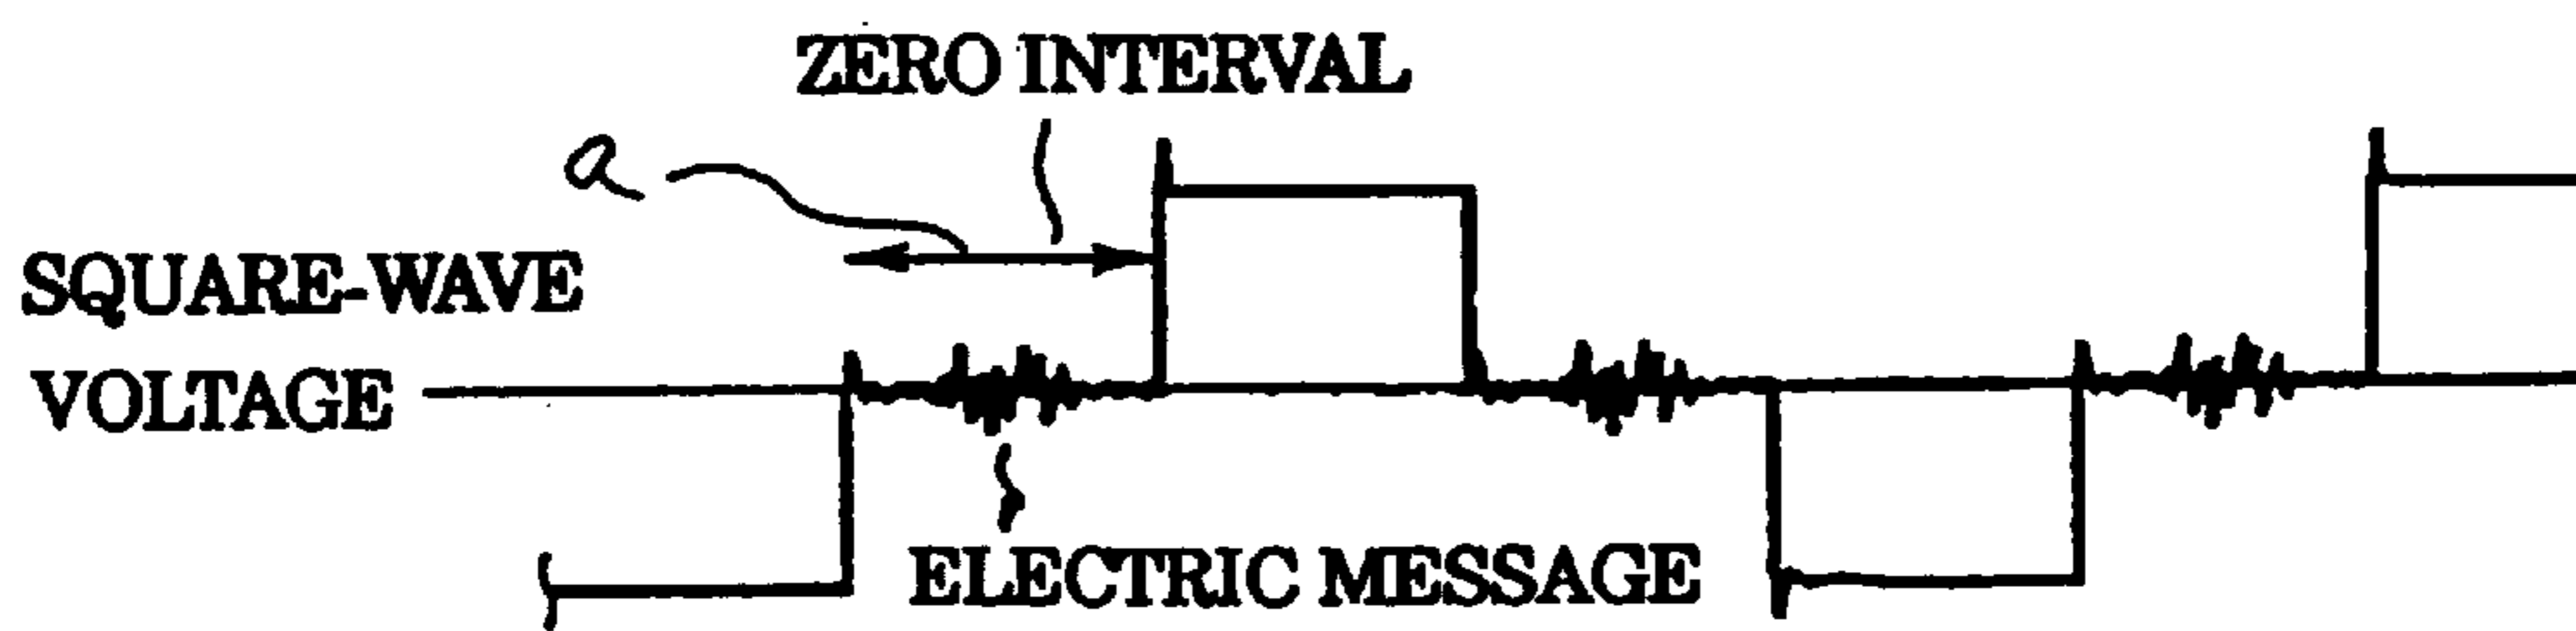 ZERO INTERVAL
a
SQUARE-WAVE
VOLTAGE
ELECTRIC MESSAGE